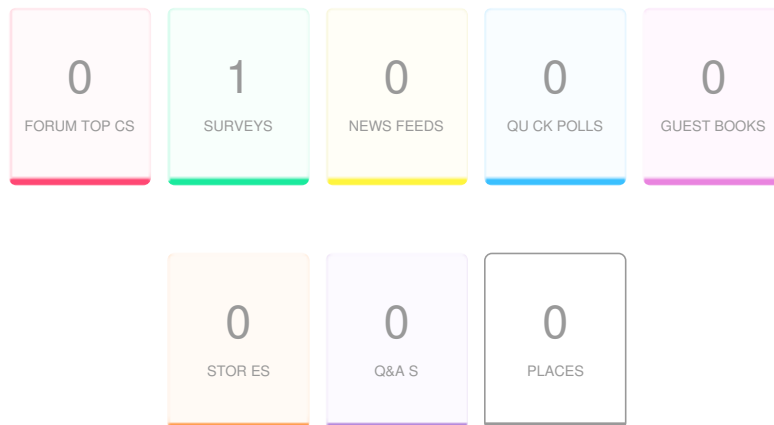 0
FORUM TOP CS
1
SURVEYS
0
NEWS FEEDS
0
QU CK POLLS
0
GUEST BOOKS
0
STOR ES
0
Q&A S
0
PLACES